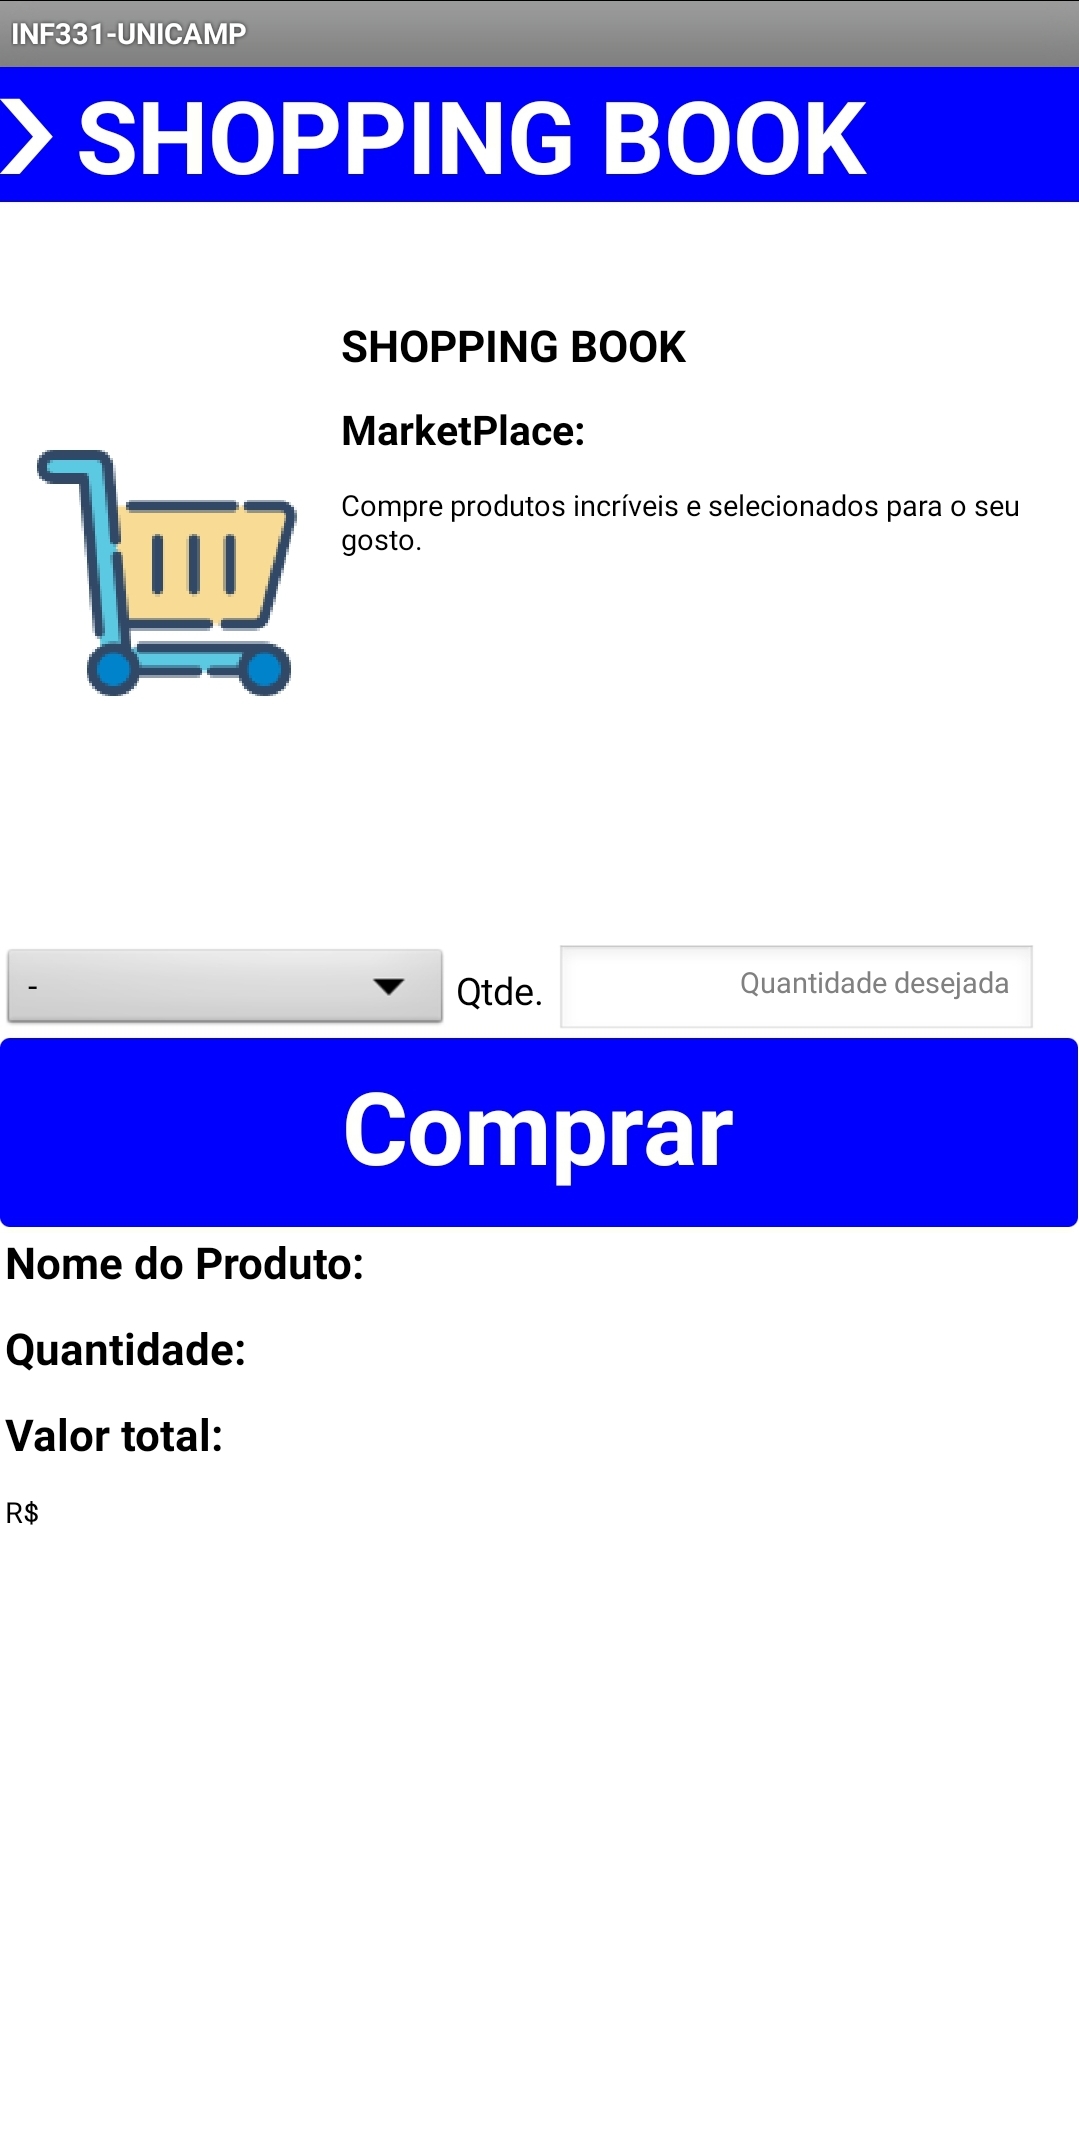 INF331-UNICAMP
SHOPPING BOOK
SHOPPING BOOK
MarketPlace:
Compre produtos incríveis e selecionados para o seu
gosto.
-
Qtde.
Quantidade desejada
Comprar
Nome do Produto:
Quantidade:
Valor total:
R$